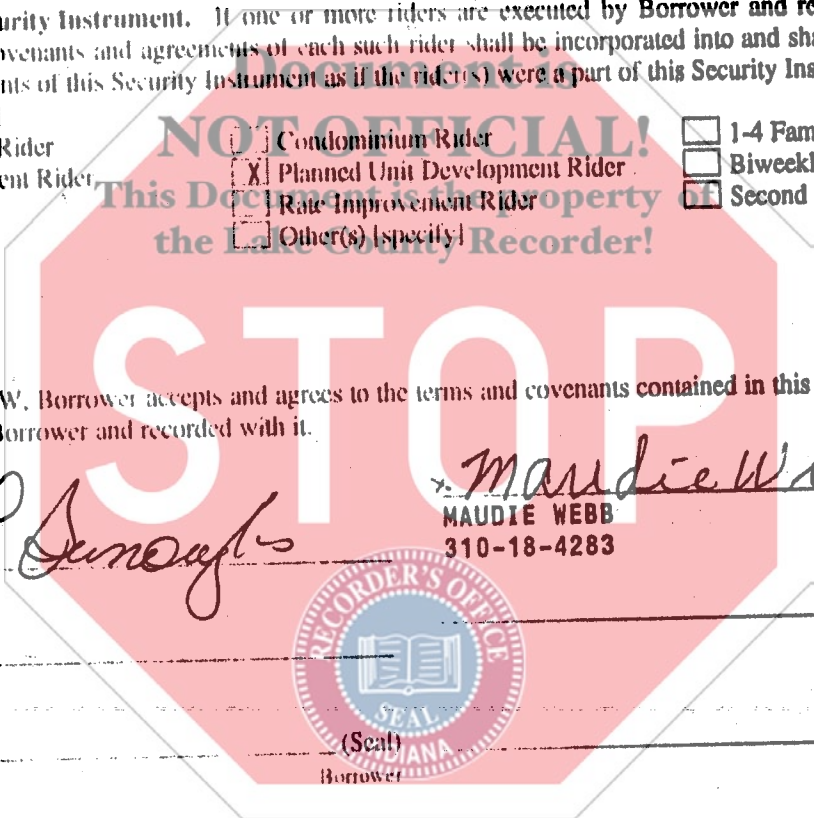 urity Instrument. If one or more riders are executed by Borrower and re
ovenants and agreements of each such rider shall be incorporated into and sha
nts of this Security Instrument as if the rider(s) were a part of this Security Ins
Document is
NOT OFFICIAL!
This Document is the property of
the Lake County Recorder!
Rider
ent Rider
Condominium Rider
X Planned Unit Development Rider
Rate Improvement Rider
Other(s) [specify]
1-4 Fam
Biweekl
Second
STOP
W, Borrower accepts and agrees to the terms and covenants contained in this
Borrower and recorded with it.
x Maudie W
MAUDIE WEBB
310-18-4283
RECORDER'S OFFICE
SEAL
INDIANA
(Seal)
Borrower